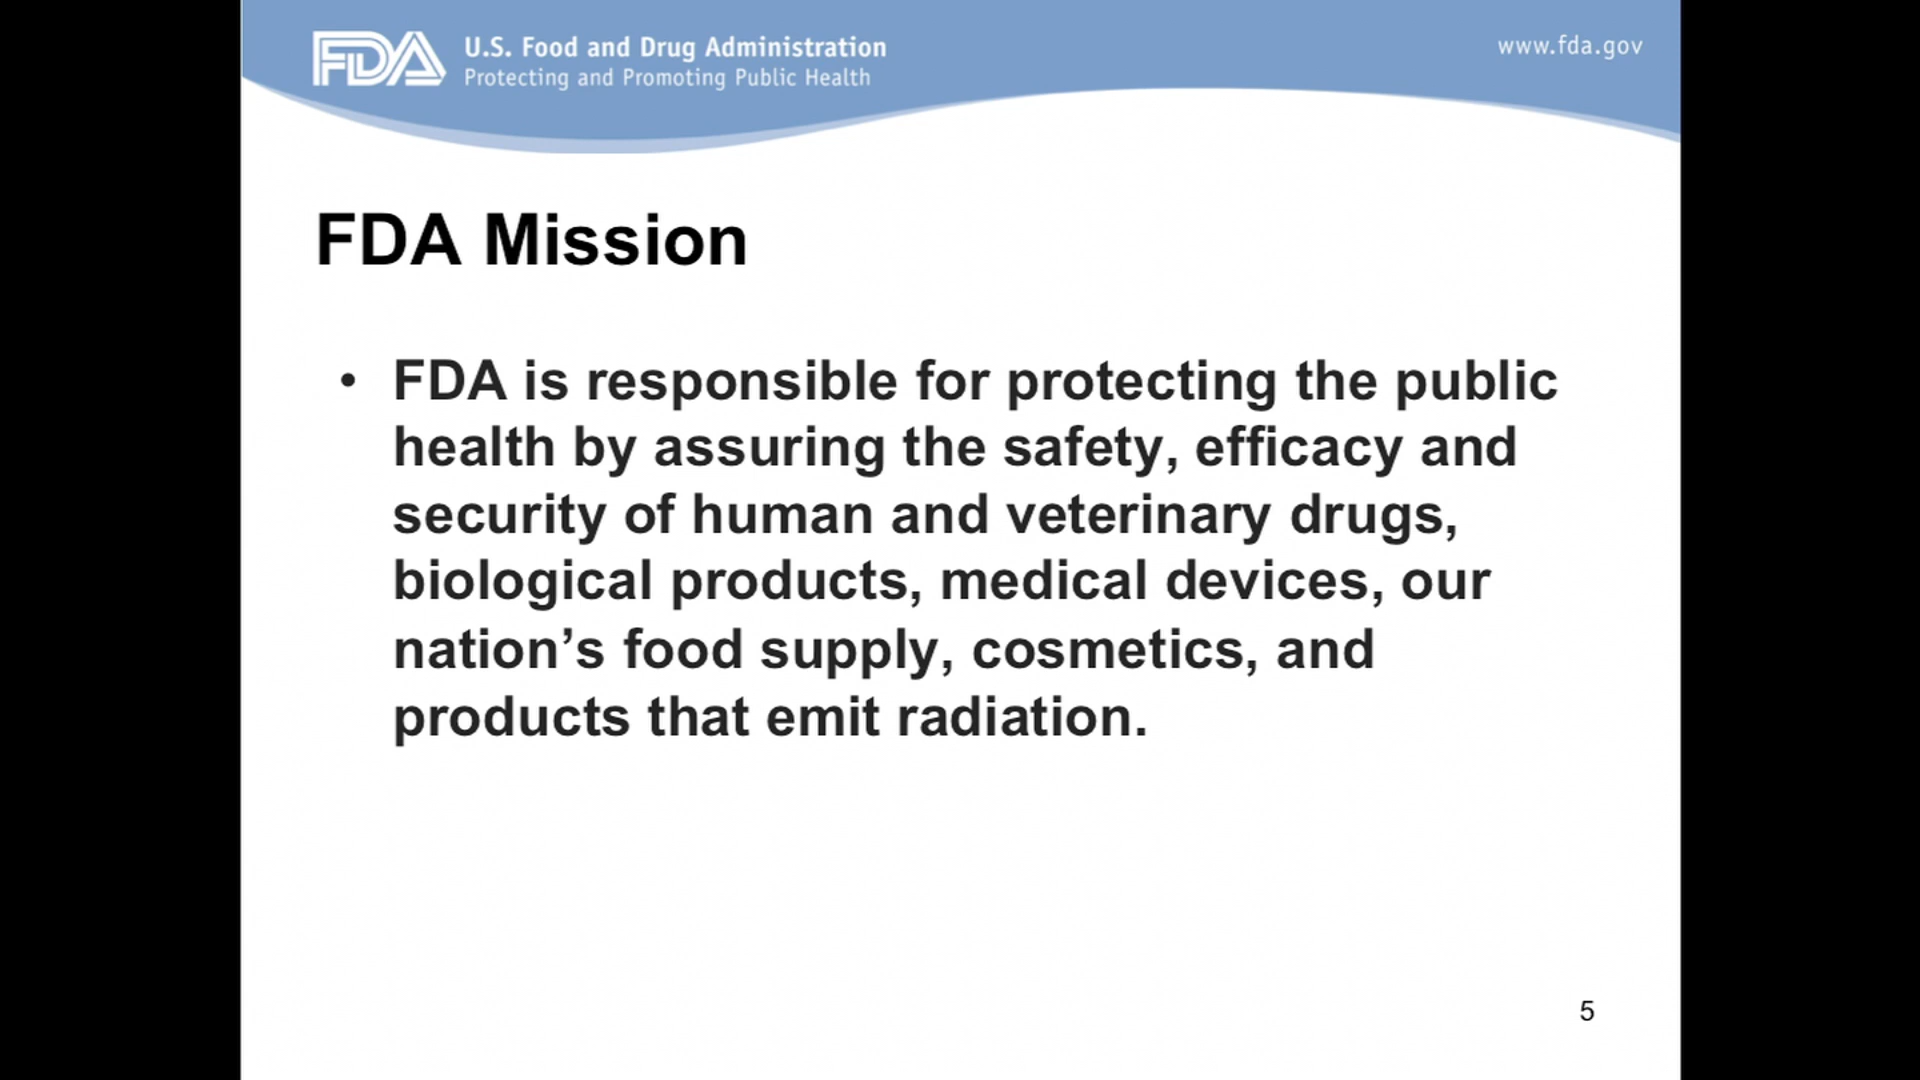 FDA U.S. Food and Drug Administration
Protecting and Promoting Public Health
www.fda.gov
FDA Mission
• FDA is responsible for protecting the public
health by assuring the safety, efficacy and
security of human and veterinary drugs,
biological products, medical devices, our
nation’s food supply, cosmetics, and
products that emit radiation.
5